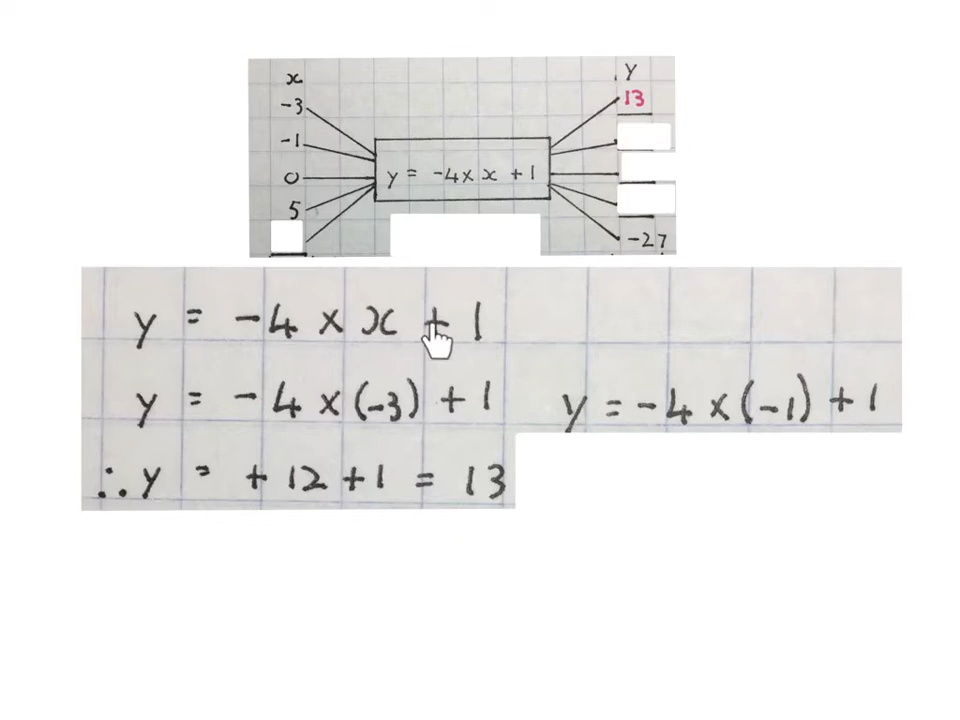 x y
-3 13
-1
0 y = -4 × x + 1
5
-27
y = -4 × x + 1
y = -4 × (-3) + 1 y = -4 × (-1) + 1
∴ y = +12 + 1 = 13